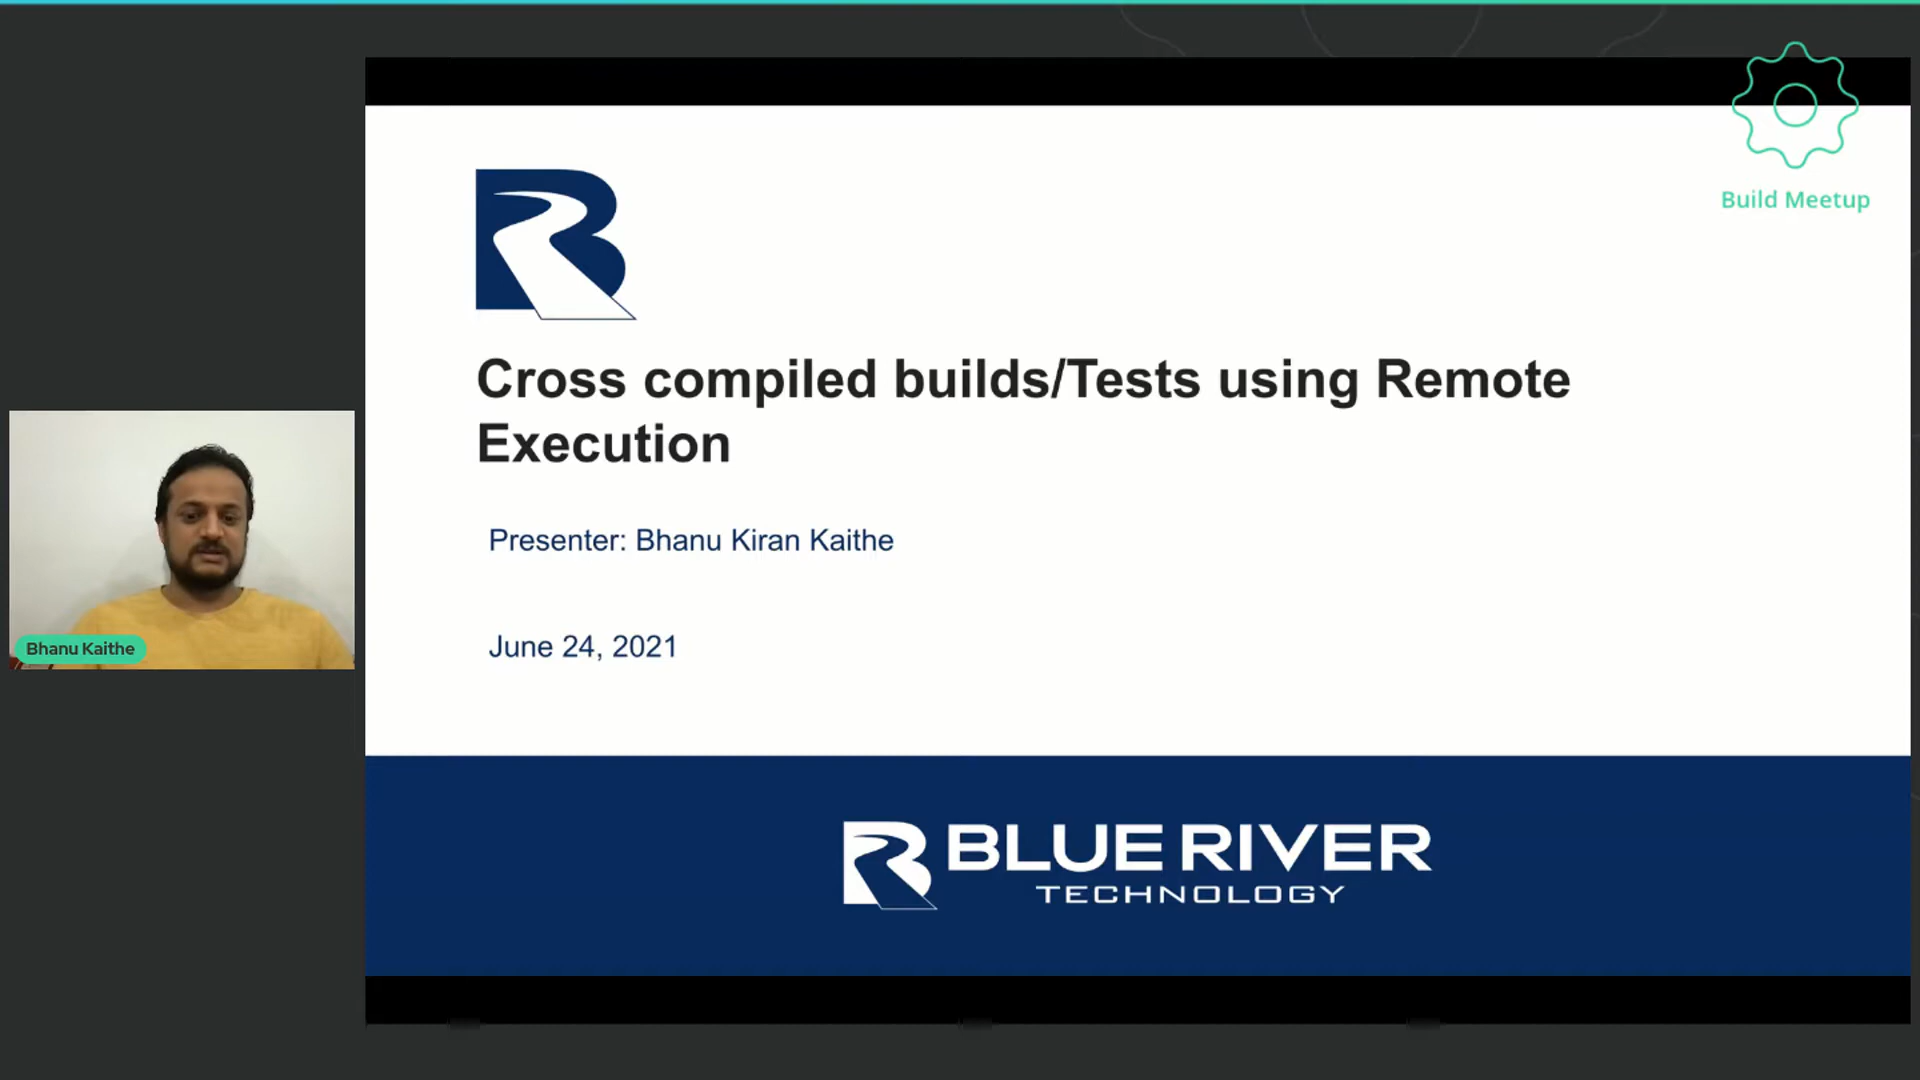 Build Meetup
Cross compiled builds/Tests using Remote
Execution
Presenter: Bhanu Kiran Kaithe
June 24, 2021
Bhanu Kaithe
BLUE RIVER
TECHNOLOGY